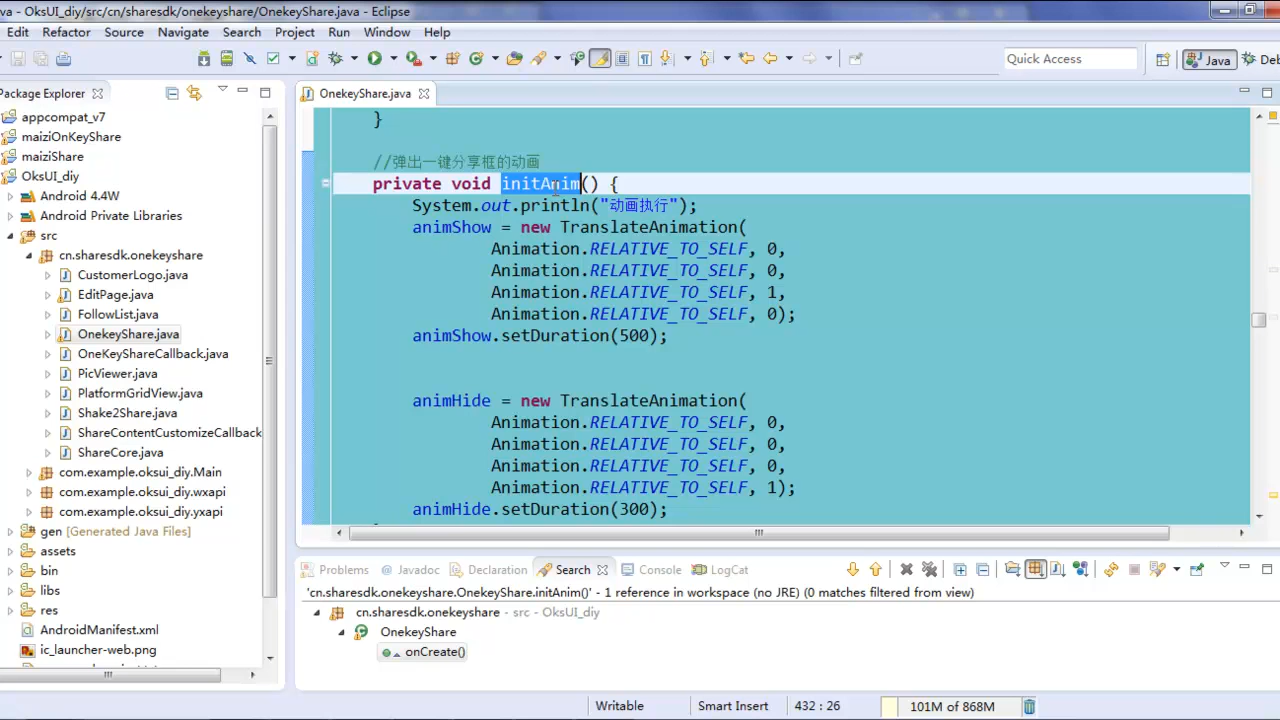 va - OksUI_diy/src/cn/sharesdk/onekeyshare/OnekeyShare.java - Eclipse
Edit Refactor Source Navigate Search Project Run Window Help
Quick Access
Java
Deb
Package Explorer
OnekeyShare.java
appcompat_v7
maiziOnKeyShare
maiziShare
OksUI_diy
Android 4.4W
Android Private Libraries
src
cn.sharesdk.onekeyshare
CustomerLogo.java
EditPage.java
FollowList.java
OnekeyShare.java
OneKeyShareCallback.java
PicViewer.java
PlatformGridView.java
Shake2Share.java
ShareContentCustomizeCallback
ShareCore.java
com.example.oksui_diy.Main
com.example.oksui_diy.wxapi
com.example.oksui_diy.yxapi
gen [Generated Java Files]
assets
bin
libs
res
AndroidManifest.xml
ic_launcher-web.png
}
//弹出一键分享框的动画
private void initAnim() {
System.out.println("动画执行");
animShow = new TranslateAnimation(
Animation.RELATIVE_TO_SELF, 0,
Animation.RELATIVE_TO_SELF, 0,
Animation.RELATIVE_TO_SELF, 1,
Animation.RELATIVE_TO_SELF, 0);
animShow.setDuration(500);
animHide = new TranslateAnimation(
Animation.RELATIVE_TO_SELF, 0,
Animation.RELATIVE_TO_SELF, 0,
Animation.RELATIVE_TO_SELF, 0,
Animation.RELATIVE_TO_SELF, 1);
animHide.setDuration(300);
Problems Javadoc Declaration Search Console LogCat
'cn.sharesdk.onekeyshare.OnekeyShare.initAnim()' - 1 reference in workspace (no JRE) (0 matches filtered from view)
cn.sharesdk.onekeyshare - src - OksUI_diy
OnekeyShare
onCreate()
Writable
Smart Insert
432 : 26
101M of 868M